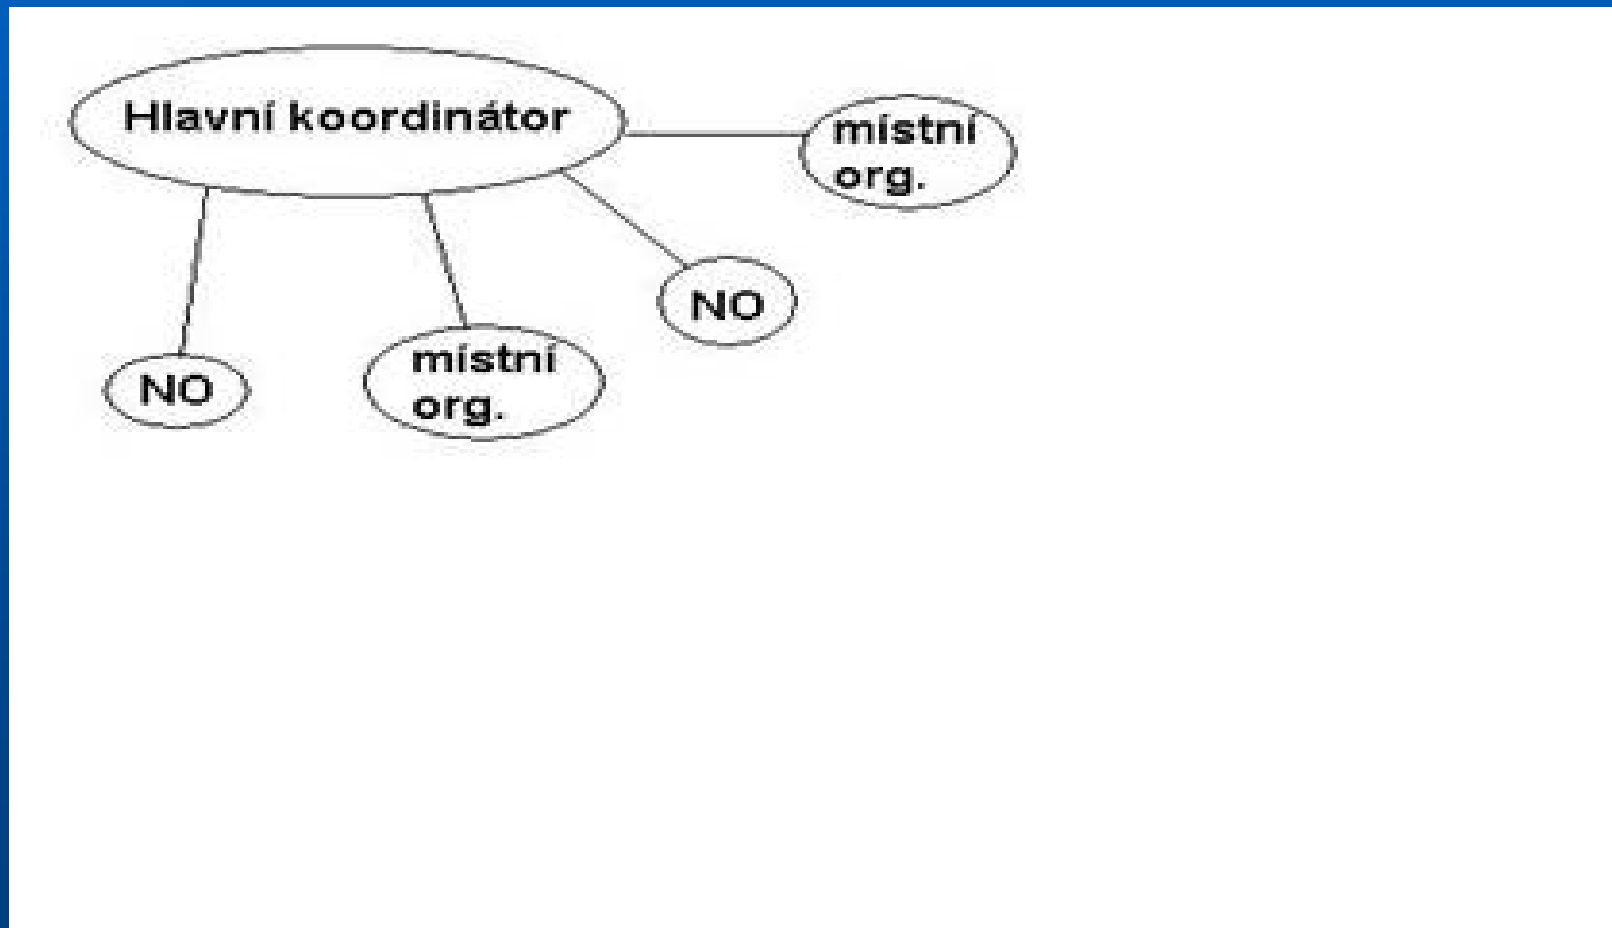 Hlavní koordinátor
místní
org.
NO
místní
org.
NO